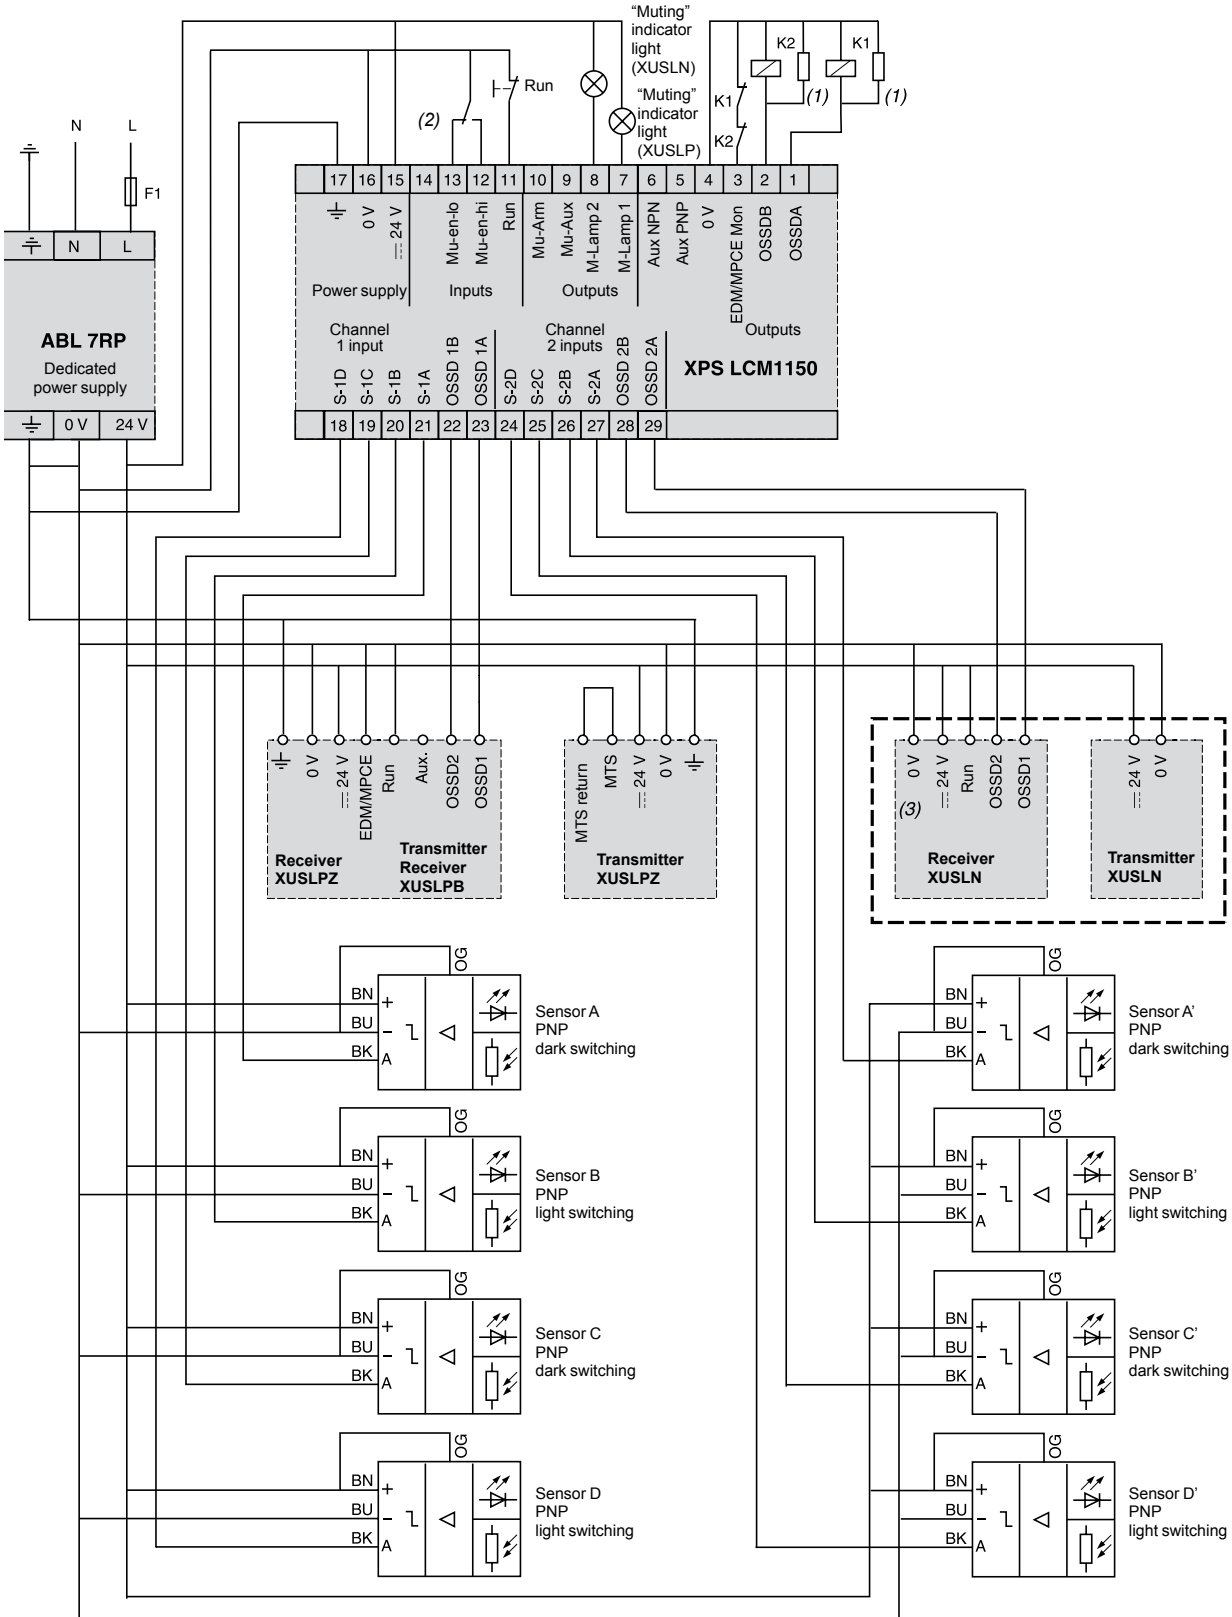 “Muting”
indicator
light
(XUSLN)
K2
K1
Run
“Muting”
indicator
light
(XUSLP)
K1
(1)
(1)
(2)
N
L
K2
F1
17
16
15
14
13
12
11
10
9
8
7
6
5
4
3
2
1
0 V
24 V
Mu-en-lo
Mu-en-hi
Run
Mu-Arm
Mu-Aux
M-Lamp 2
M-Lamp 1
Aux NPN
Aux PNP
0 V
EDM/MPCE Mon
OSSDB
OSSDA
N
L
Power supply
Inputs
Outputs
Outputs
ABL 7RP
Dedicated
power supply
Channel
1 input
Channel
2 inputs
XPS LCM1150
S-1D
S-1C
S-1B
S-1A
OSSD 1B
OSSD 1A
S-2D
S-2C
S-2B
S-2A
OSSD 2B
OSSD 2A
0 V
24 V
18
19
20
21
22
23
24
25
26
27
28
29
0 V
24 V
EDM/MPCE
Run
Aux.
OSSD2
OSSD1
Receiver
XUSLPZ
Transmitter
Receiver
XUSLPB
MTS return
MTS
24 V
0 V
Transmitter
XUSLPZ
0 V
24 V
Run
OSSD2
OSSD1
(3)
Receiver
XUSLN
24 V
0 V
Transmitter
XUSLN
OG
BN
+
BU
-
BK
A
Sensor A
PNP
dark switching
OG
BN
+
BU
-
BK
A
Sensor A’
PNP
dark switching
OG
BN
+
BU
-
BK
A
Sensor B
PNP
light switching
OG
BN
+
BU
-
BK
A
Sensor B’
PNP
light switching
OG
BN
+
BU
-
BK
A
Sensor C
PNP
dark switching
OG
BN
+
BU
-
BK
A
Sensor C’
PNP
dark switching
OG
BN
+
BU
-
BK
A
Sensor D
PNP
light switching
OG
BN
+
BU
-
BK
A
Sensor D’
PNP
light switching